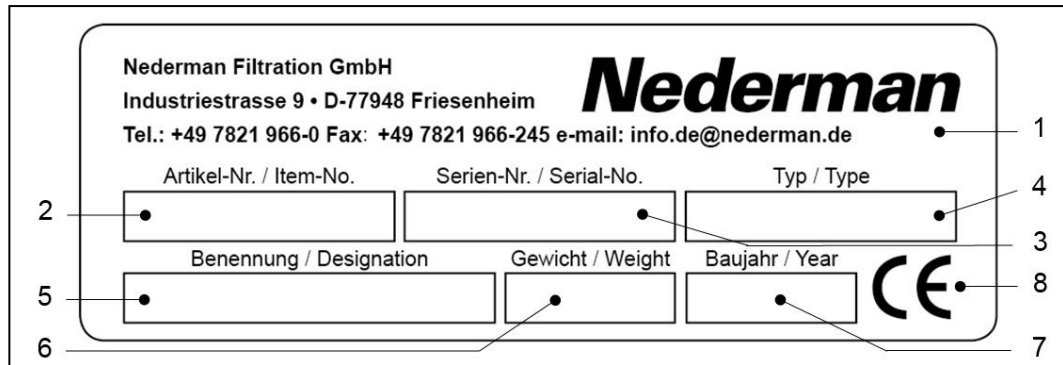 Nederman Filtration GmbH
Nederman
Industriestrasse 9 • D-77948 Friesenheim
Tel.: +49 7821 966-0 Fax: +49 7821 966-245 e-mail: info.de@nederman.de
1
Artikel-Nr. / Item-No. Serien-Nr. / Serial-No. Typ / Type
2
4
3
Benennung / Designation Gewicht / Weight Baujahr / Year
5
CE
8
6
7